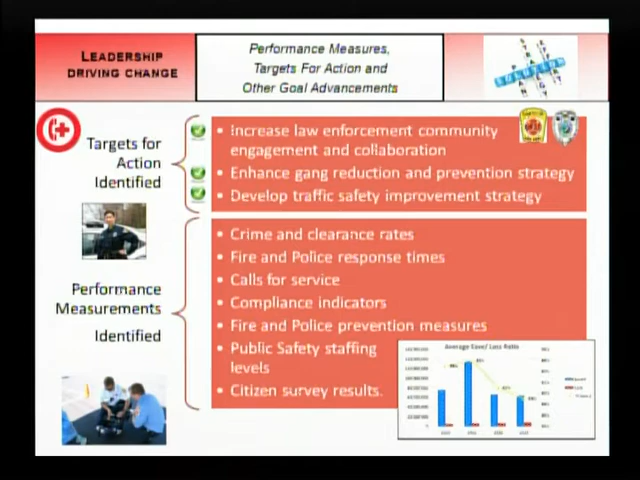 LEADERSHIP
DRIVING CHANGE
Performance Measures,
Targets For Action and
Other Goal Advancements
Targets for
Action
Identified
• Increase law enforcement community
engagement and collaboration
• Enhance gang reduction and prevention strategy
• Develop traffic safety improvement strategy
Performance
Measurements
Identified
• Crime and clearance rates
• Fire and Police response times
• Calls for service
• Compliance indicators
• Fire and Police prevention measures
• Public Safety staffing
levels
• Citizen survey results.
Average Save/ Loss Ratio